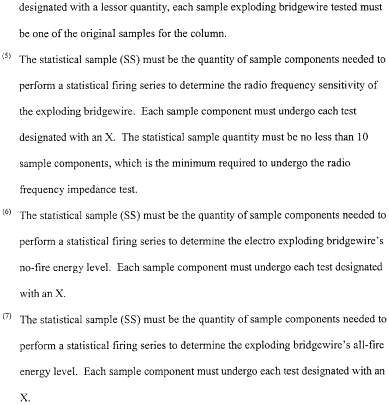 designated with a lessor quantity, each sample exploding bridgewire tested must
be one of the original samples for the column.
(5) The statistical sample (SS) must be the quantity of sample components needed to
perform a statistical firing series to determine the radio frequency sensitivity of
the exploding bridgewire. Each sample component must undergo each test
designated with an X. The statistical sample quantity must be no less than 10
sample components, which is the minimum required to undergo the radio
frequency impedance test.
(6) The statistical sample (SS) must be the quantity of sample components needed to
perform a statistical firing series to determine the electro exploding bridgewire's
no-fire energy level. Each sample component must undergo each test designated
with an X.
(7) The statistical sample (SS) must be the quantity of sample components needed to
perform a statistical firing series to determine the exploding bridgewire's all-fire
energy level. Each sample component must undergo each test designated with an
X.